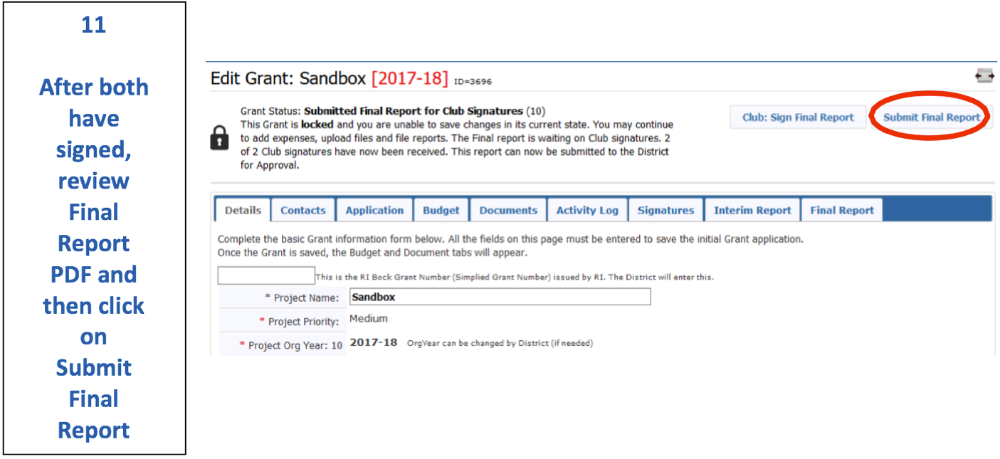 11
After both
have
signed,
review
Final
Report
PDF and
then click
on
Submit
Final
Report
Edit Grant: Sandbox [2017-18] ID=3696
Grant Status: Submitted Final Report for Club Signatures (10)
This Grant is locked and you are unable to save changes in its current state. You may continue
to add expenses, upload files and file reports. The Final report is waiting on Club signatures. 2
of 2 Club signatures have now been received. This report can now be submitted to the District
for Approval.
Club: Sign Final Report
Submit Final Report
Details Contacts Application Budget Documents Activity Log Signatures Interim Report Final Report
Complete the basic Grant information form below. All the fields on this page must be entered to save the initial Grant application.
Once the Grant is saved, the Budget and Document tabs will appear.
This is the RI Bock Grant Number (Simplied Grant Number) issued by RI. The District will enter this.
* Project Name: Sandbox
* Project Priority: Medium
* Project Org Year: 10 2017-18 OrgYear can be changed by District (if needed)